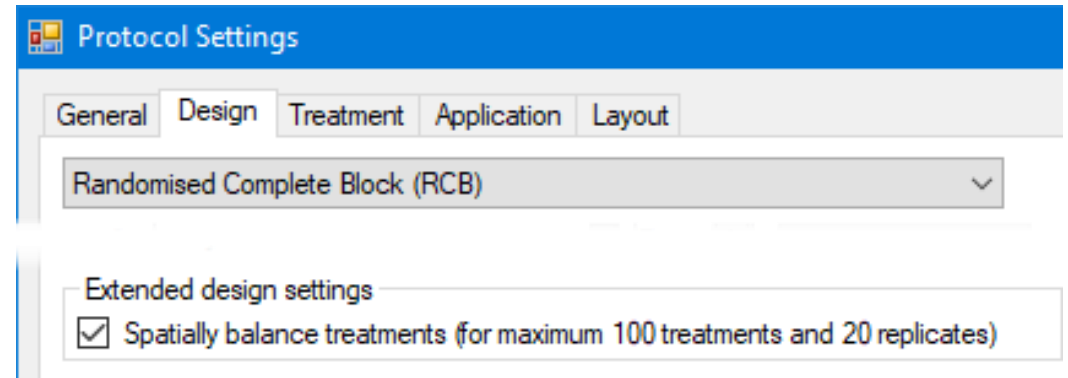 Protocol Settings
General Design Treatment Application Layout
Randomised Complete Block (RCB)
Extended design settings
Spatially balance treatments (for maximum 100 treatments and 20 replicates)